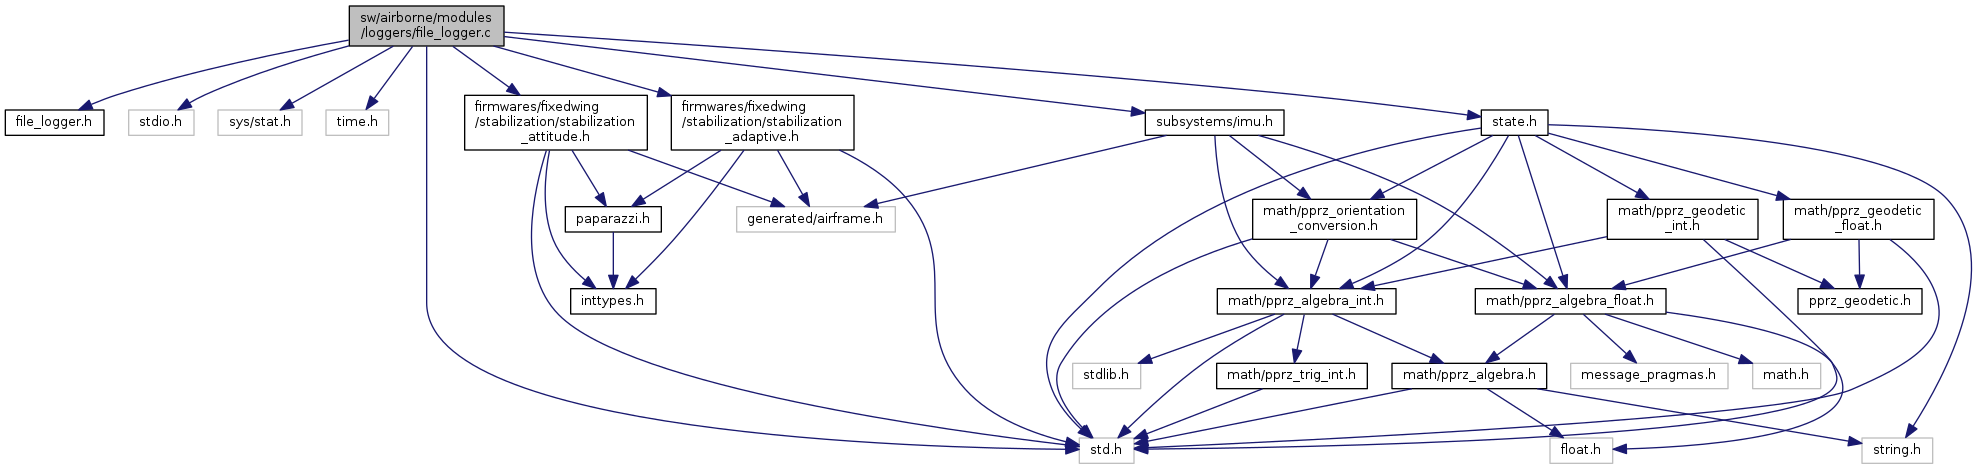 sw/airborne/modules
/loggers/file_logger.c
file_logger.h
stdio.h
sys/stat.h
time.h
firmwares/fixedwing
/stabilization/stabilization
_attitude.h
firmwares/fixedwing
/stabilization/stabilization
_adaptive.h
subsystems/imu.h
state.h
paparazzi.h
generated/airframe.h
math/pprz_orientation
_conversion.h
math/pprz_geodetic
_int.h
math/pprz_geodetic
_float.h
inttypes.h
math/pprz_algebra_int.h
math/pprz_algebra_float.h
pprz_geodetic.h
stdlib.h
math/pprz_trig_int.h
math/pprz_algebra.h
message_pragmas.h
math.h
std.h
float.h
string.h